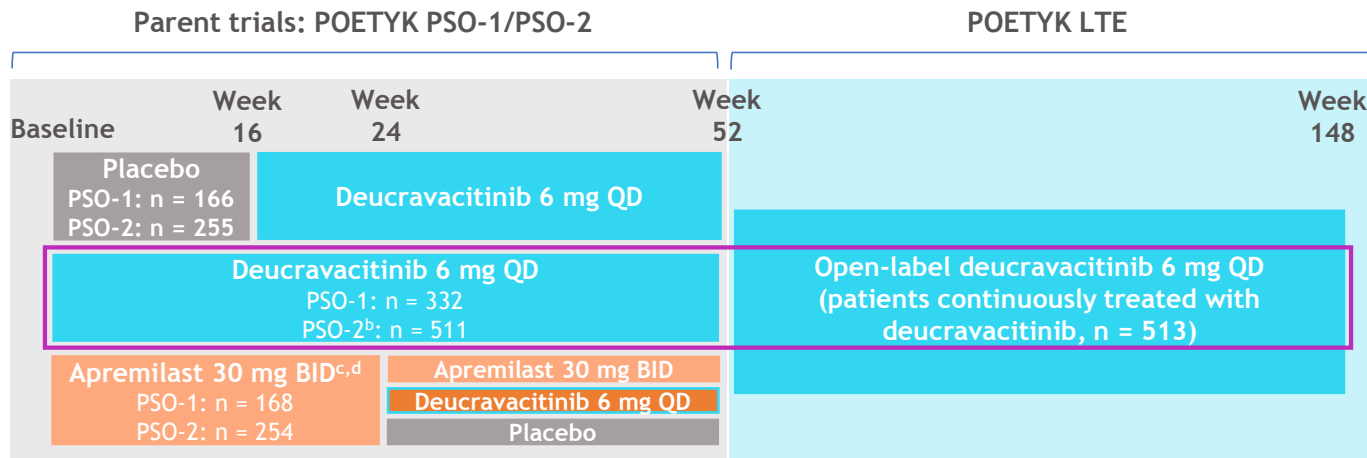 Parent trials: POETYK PSO-1/PSO-2
POETYK LTE
Baseline
Week
16
Week
24
Week
52
Week
148
Placebo
PSO-1: n = 166
PSO-2: n = 255
Deucravacitinib 6 mg QD
Deucravacitinib 6 mg QD
PSO-1: n = 332
PSO-2ᵇ: n = 511
Open-label deucravacitinib 6 mg QD
(patients continuously treated with
deucravacitinib, n = 513)
Apremilast 30 mg BIDᶜ,ᵈ
PSO-1: n = 168
PSO-2: n = 254
Apremilast 30 mg BID
Deucravacitinib 6 mg QD
Placebo